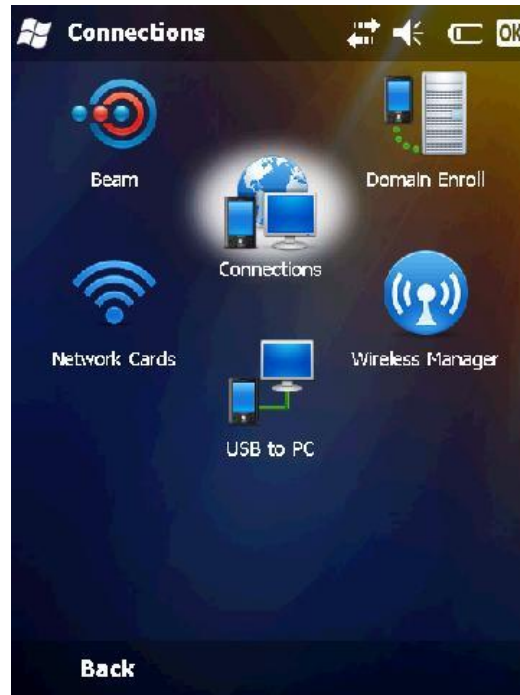 Connections
OK
Beam
Domain Enroll
Connections
Network Cards
Wireless Manager
USB to PC
Back